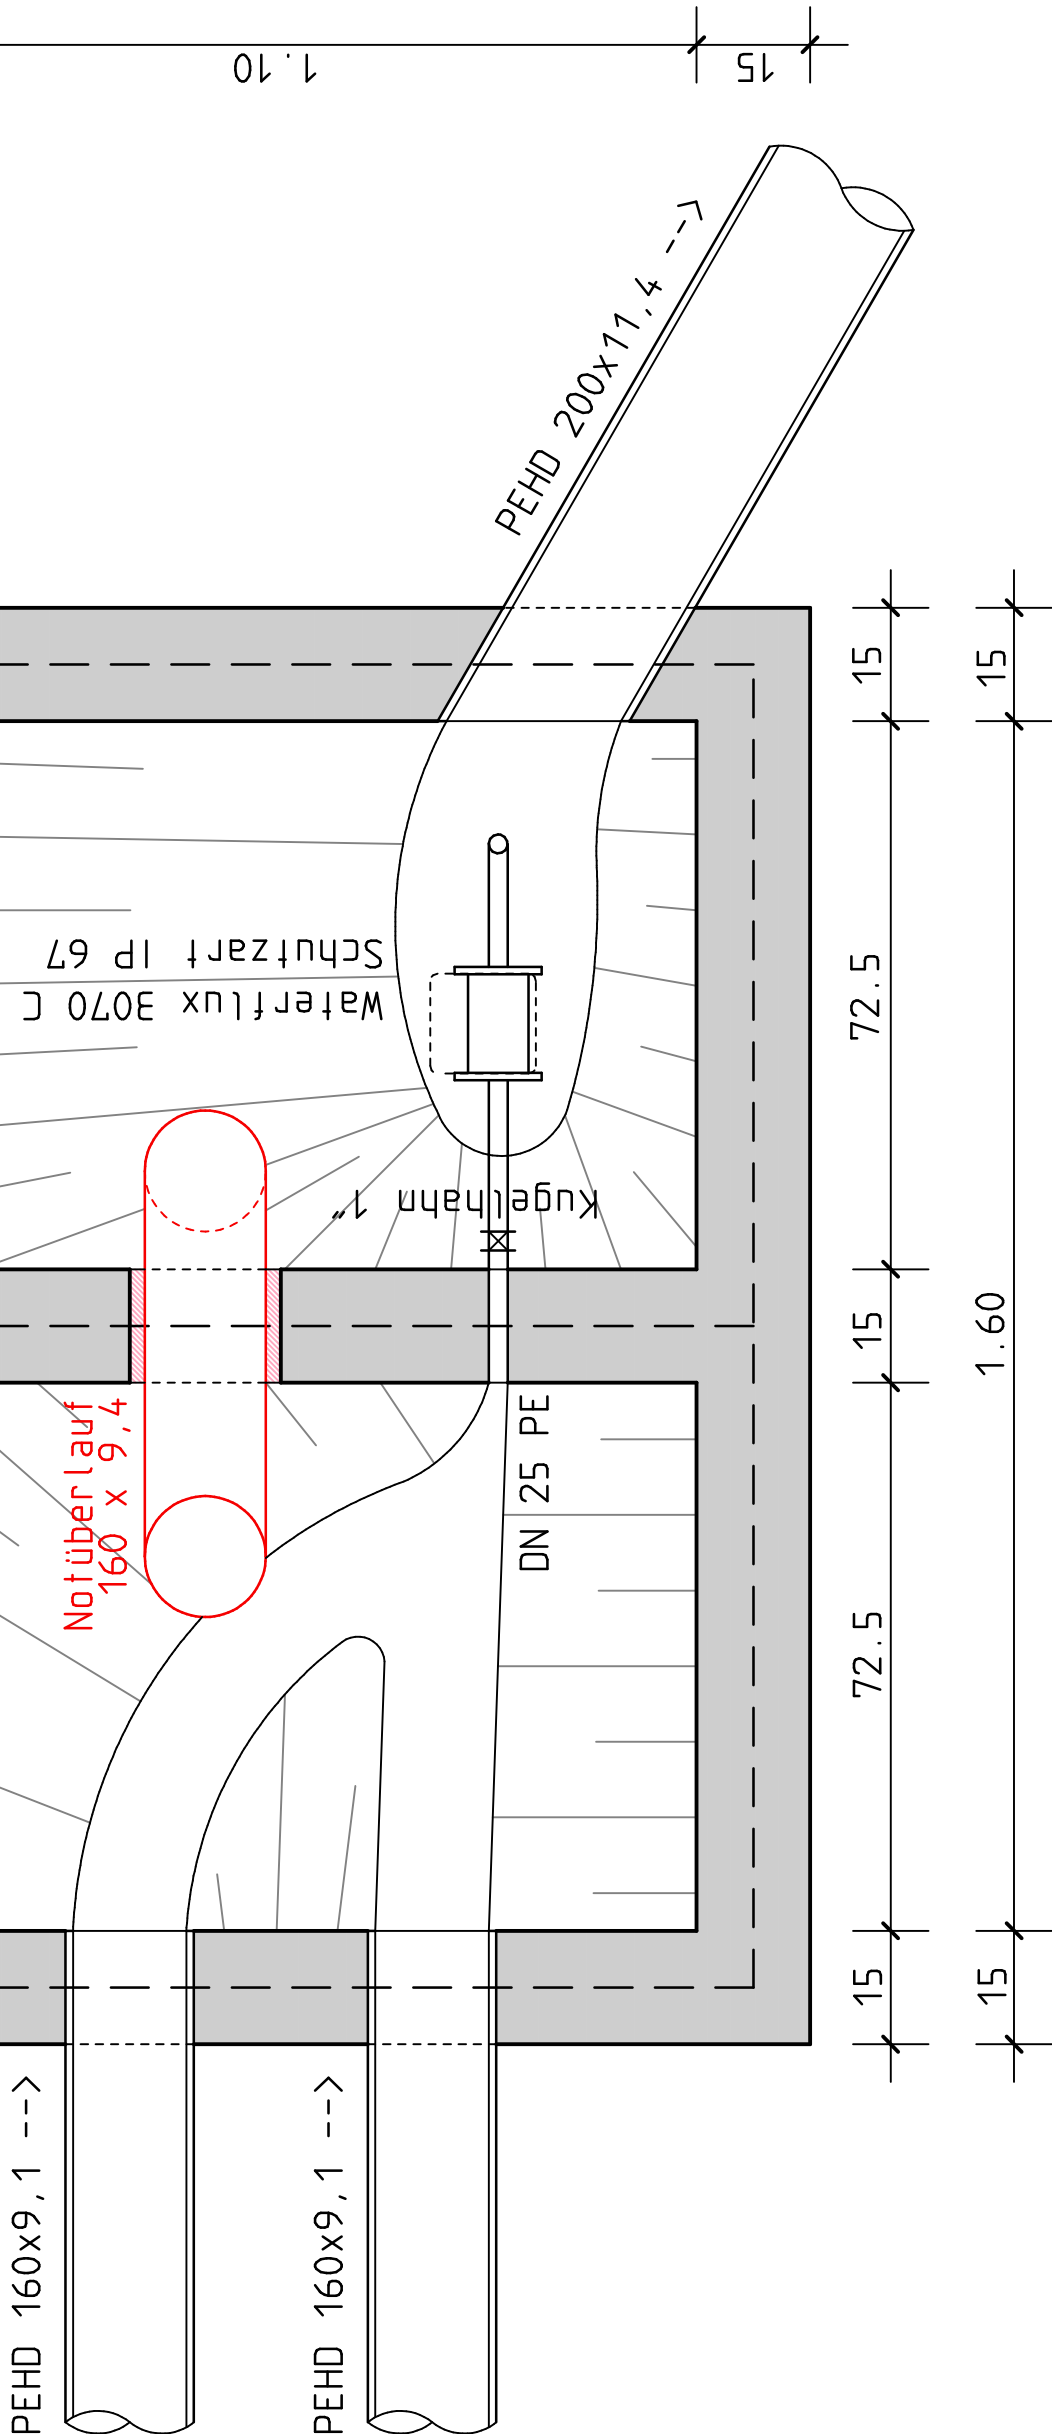 1.10
15
PEHD 200x11,4 -->
15
15
72.5
Waterflux 3070 C
Schutzart IP 67
Kugelhahn 1"
15
1.60
Notüberlauf
160 x 9,4
DN 25 PE
72.5
15
15
PEHD 160x9,1 -->
PEHD 160x9,1 -->